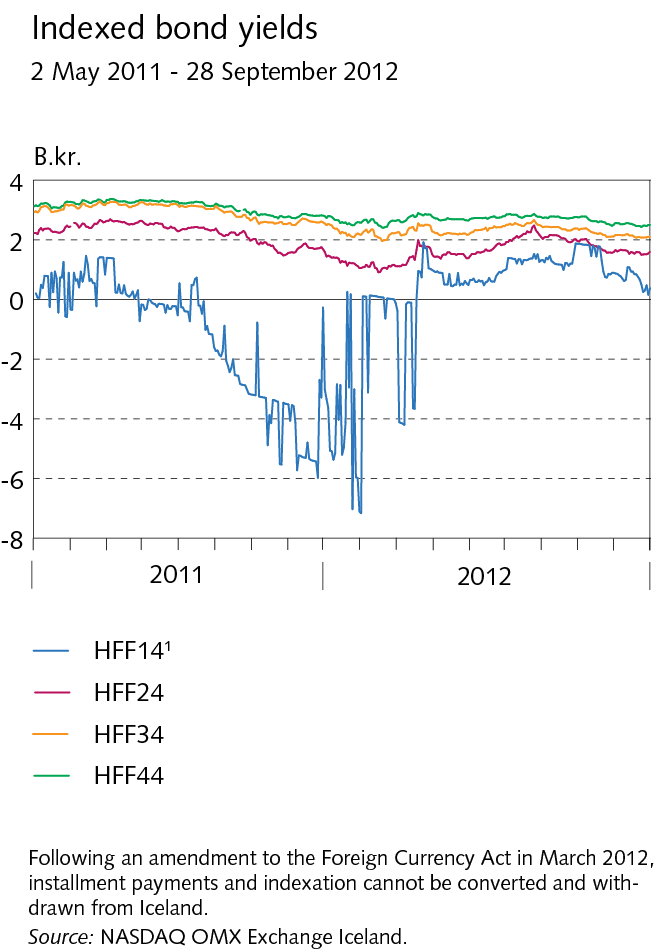 Indexed bond yields
2 May 2011 - 28 September 2012
B.kr.
4
2
0
-2
-4
-6
-8
2011 2012
HFF14¹
HFF24
HFF34
HFF44
Following an amendment to the Foreign Currency Act in March 2012,
installment payments and indexation cannot be converted and with-
drawn from Iceland.
Source: NASDAQ OMX Exchange Iceland.